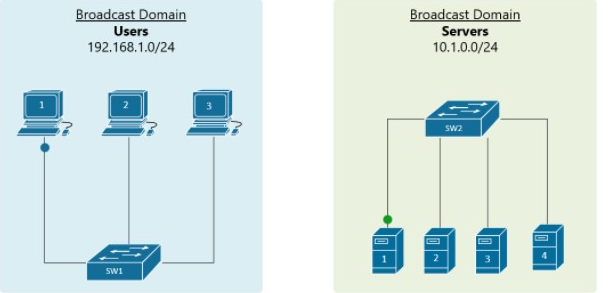 Broadcast Domain
Users
192.168.1.0/24
1
2
3
SW1
Broadcast Domain
Servers
10.1.0.0/24
SW2
1
2
3
4